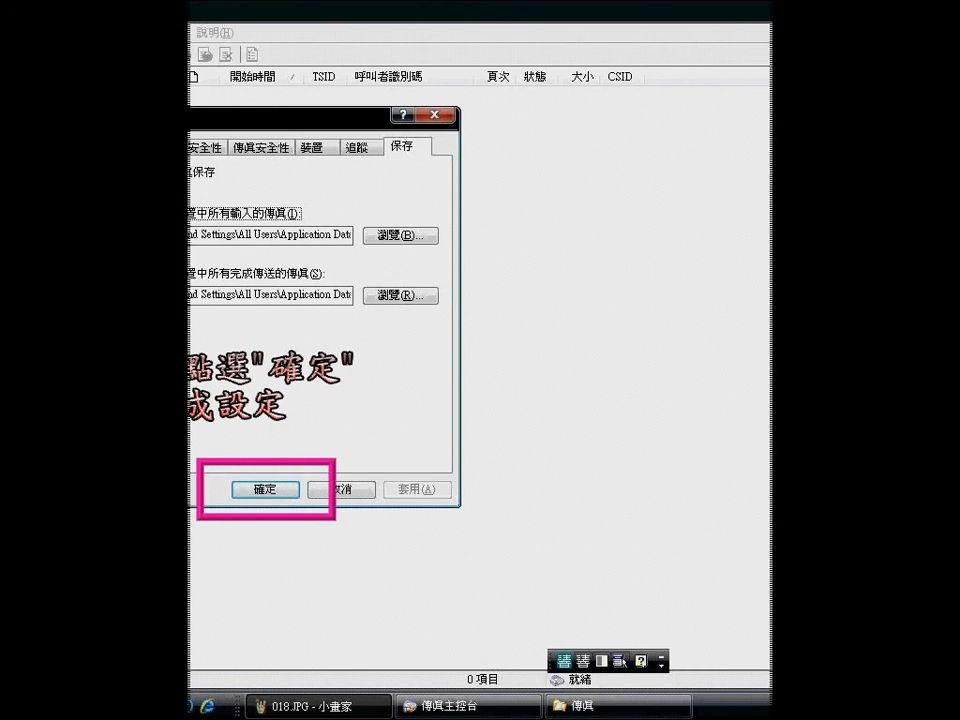 說明(H)
開始時間 / TSID 呼叫者識別碼 頁次 狀態 大小 CSID
安全性 傳真安全性 裝置 追蹤 保存
保存
置中所有輸入的傳真(I):
nd Settings\All Users\Application Dat 瀏覽(B)...
置中所有完成傳送的傳真(S):
nd Settings\All Users\Application Dat 瀏覽(R)...
點選"確定"
成設定
確定 取消 套用(A)
0 項目 就緒
018.JPG - 小畫家 傳真主控台 傳真